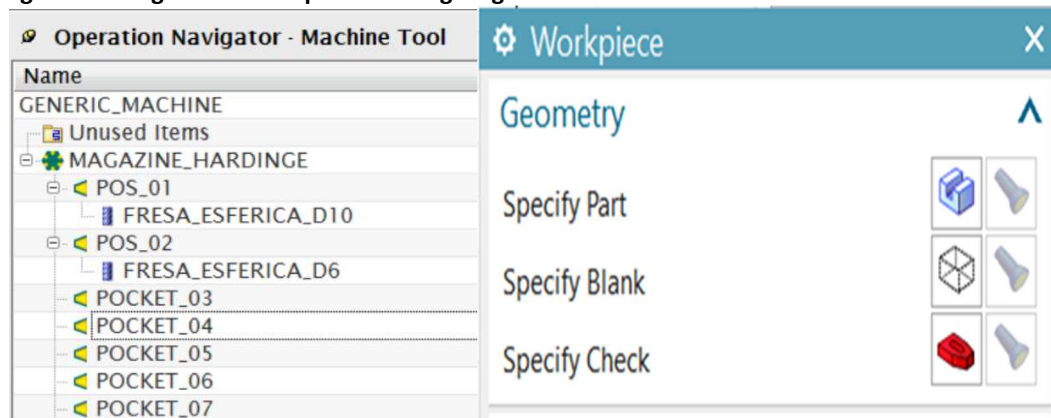 Operation Navigator - Machine Tool
Name
GENERIC_MACHINE
Unused Items
MAGAZINE_HARDINGE
POS_01
FRESA_ESFERICA_D10
POS_02
FRESA_ESFERICA_D6
POCKET_03
POCKET_04
POCKET_05
POCKET_06
POCKET_07
Workpiece
Geometry
Specify Part
Specify Blank
Specify Check